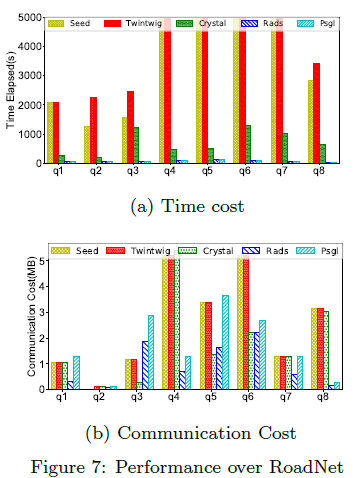 5000
4000
3000
2000
1000
0
Time Elapsed(s)
Seed Twintwig Crystal Rads Psgl
q1 q2 q3 q4 q5 q6 q7 q8
(a) Time cost
5
4
3
2
1
0
Communication Cost(MB)
Seed Twintwig Crystal Rads Psgl
q1 q2 q3 q4 q5 q6 q7 q8
(b) Communication Cost
Figure 7: Performance over RoadNet